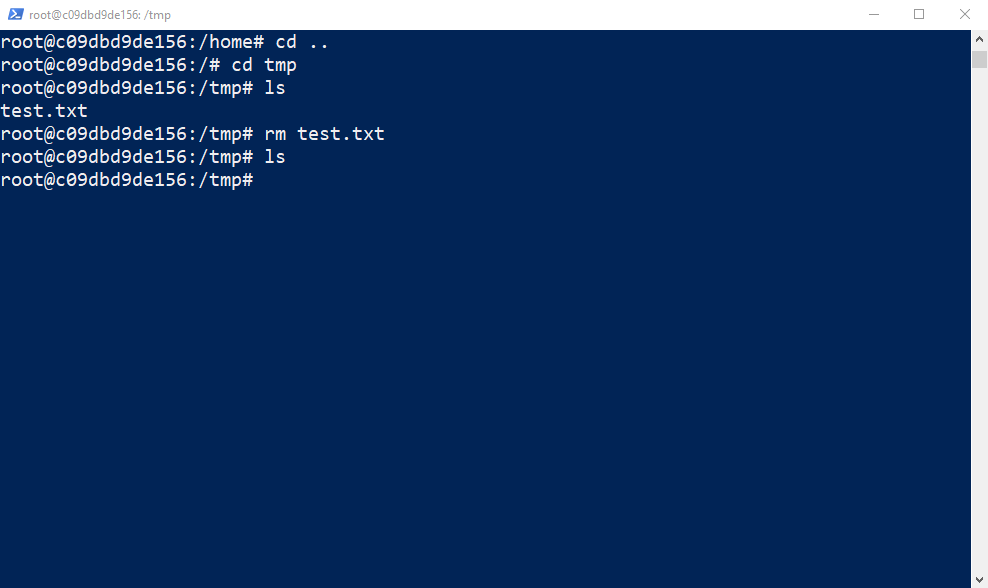 root@c09dbd9de156: /tmp
root@c09dbd9de156:/home# cd ..
root@c09dbd9de156:/# cd tmp
root@c09dbd9de156:/tmp# ls
test.txt
root@c09dbd9de156:/tmp# rm test.txt
root@c09dbd9de156:/tmp# ls
root@c09dbd9de156:/tmp#